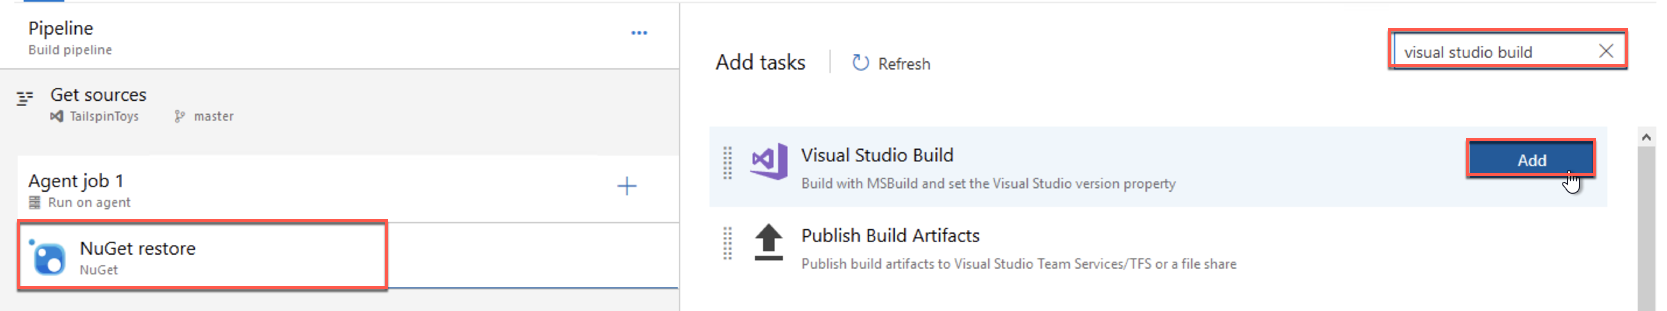 Pipeline
...
Build pipeline
Get sources
TailspinToys master
Agent job 1
Run on agent
NuGet restore
NuGet
Add tasks
Refresh
visual studio build
Visual Studio Build
Build with MSBuild and set the Visual Studio version property
Add
Publish Build Artifacts
Publish build artifacts to Visual Studio Team Services/TFS or a file share